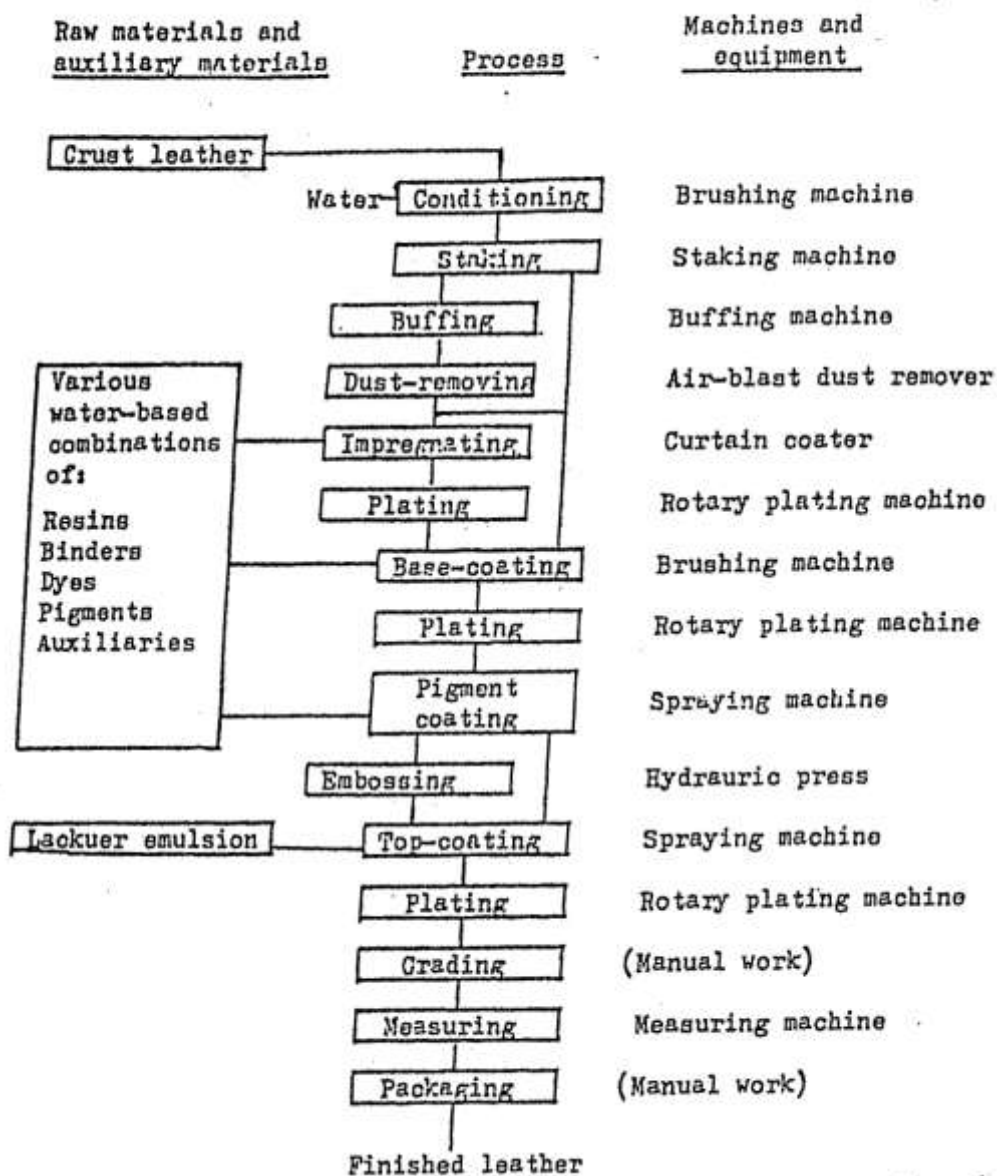 Raw materials and
auxiliary materials
Process
Machines and
equipment
Crust leather
Water
Conditioning
Brushing machine
Staking
Staking machine
Buffing
Buffing machine
Dust-removing
Air-blast dust remover
Various
water-based
combinations
of:
Resins
Binders
Dyes
Pigments
Auxiliaries
Impregnating
Curtain coater
Plating
Rotary plating machine
Base-coating
Brushing machine
Plating
Rotary plating machine
Pigment
coating
Spraying machine
Embossing
Hydrauric press
Lackuer emulsion
Top-coating
Spraying machine
Plating
Rotary plating machine
Grading
(Manual work)
Measuring
Measuring machine
Packaging
(Manual work)
Finished leather